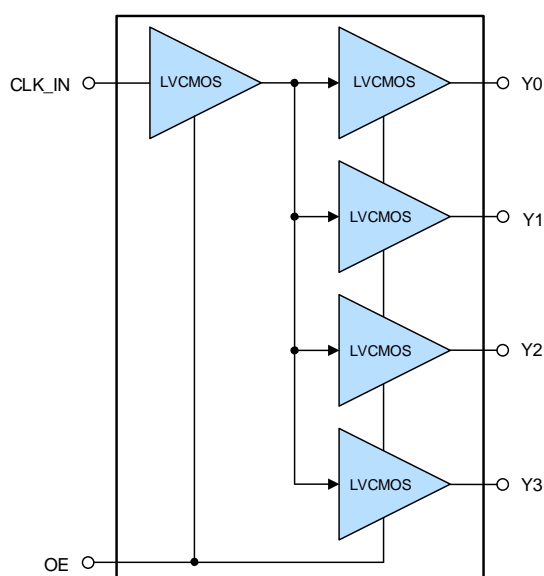 CLK_IN
LVCMOS
LVCMOS
Y0
LVCMOS
Y1
LVCMOS
Y2
LVCMOS
Y3
OE